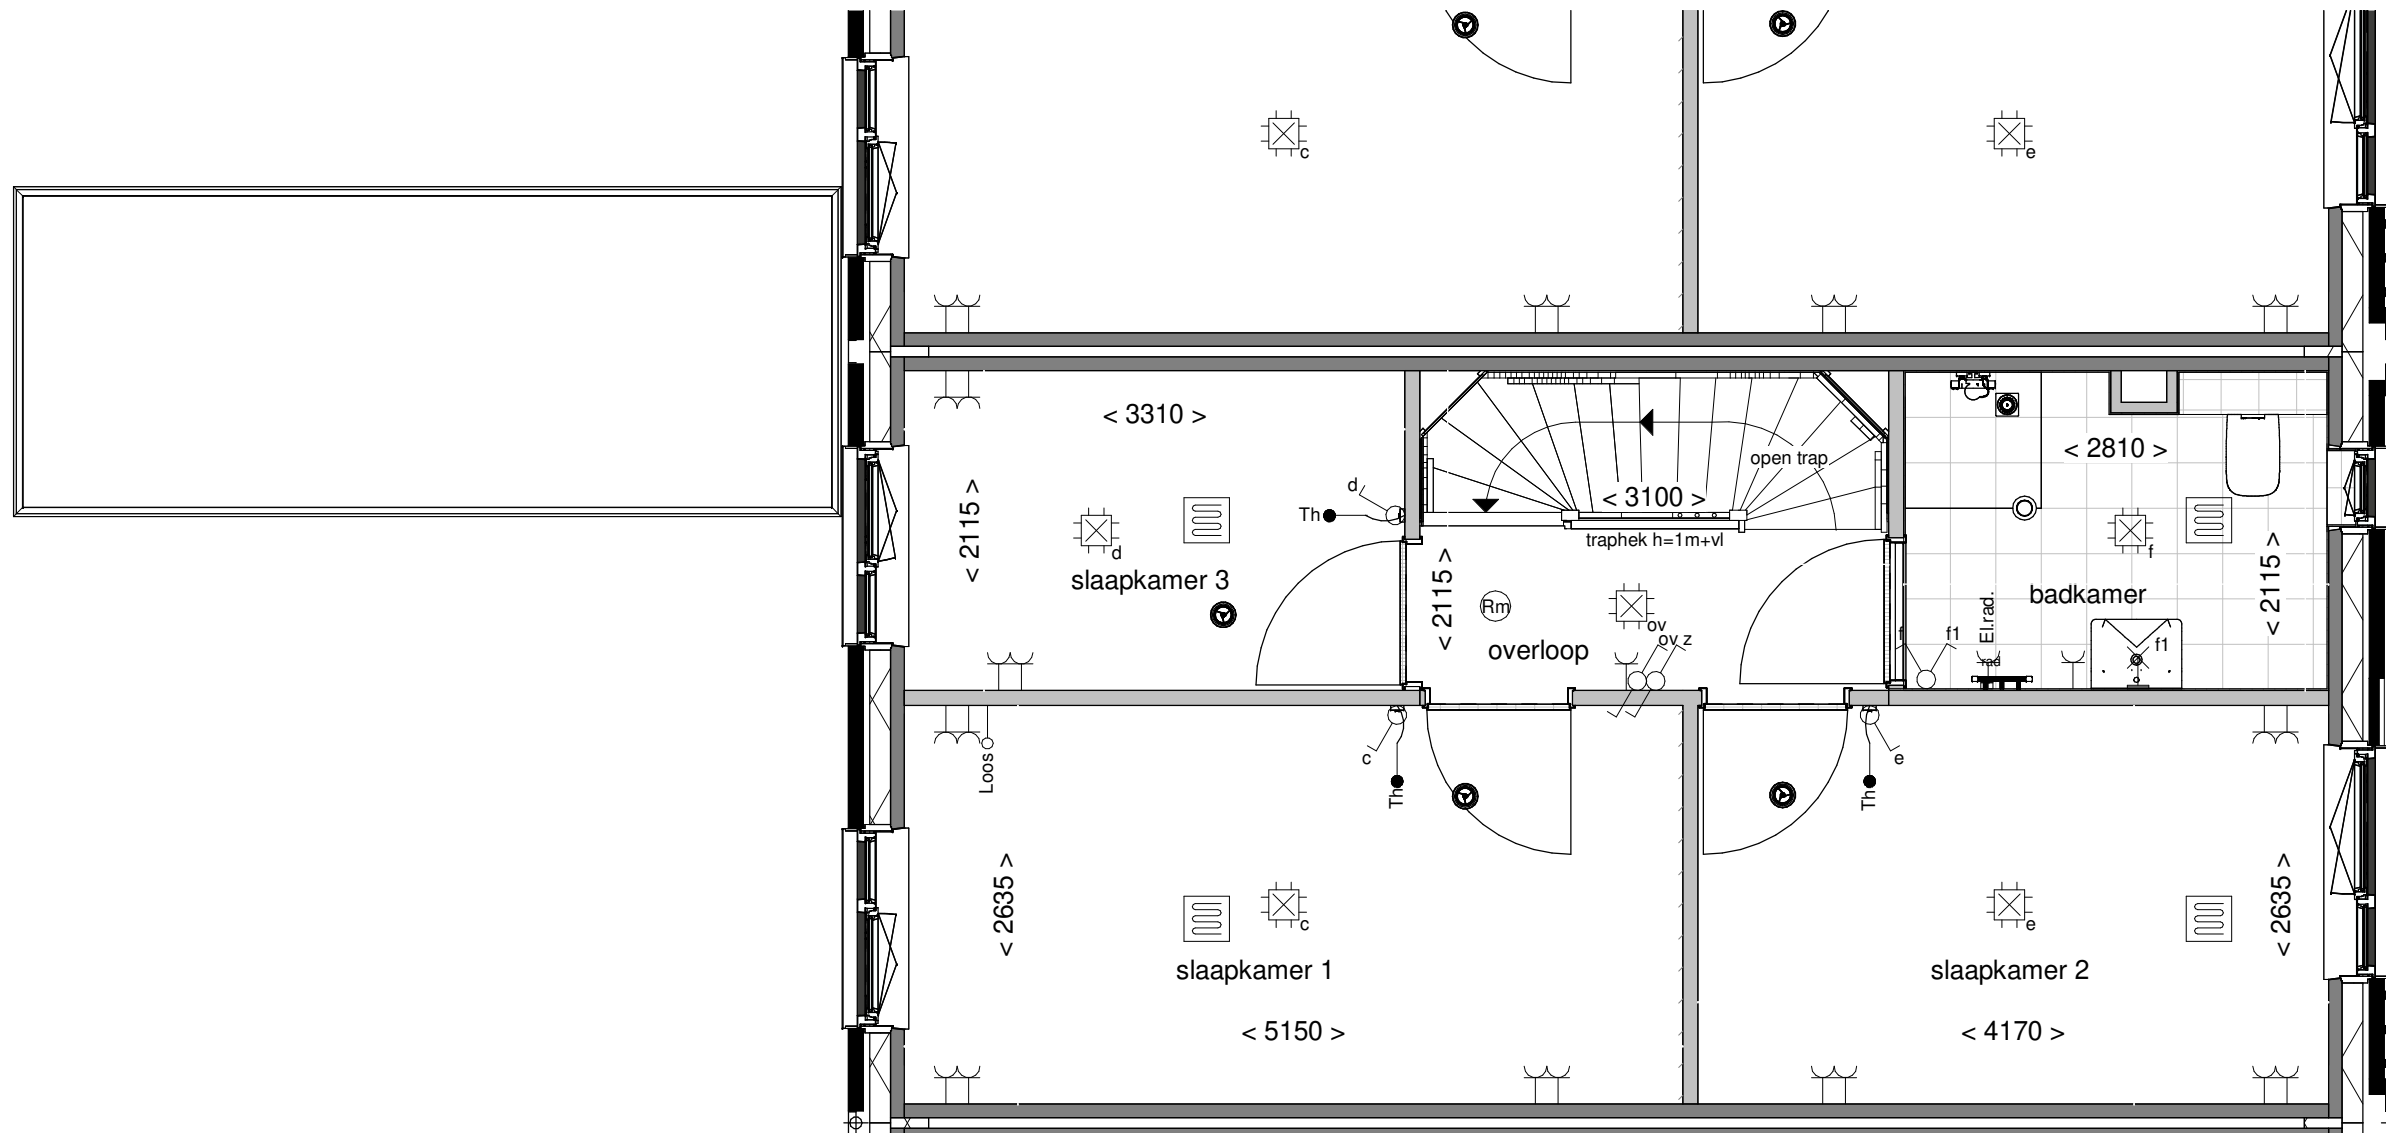 c
e
< 3310 >
< 2810 >
open trap
d
< 3100 >
Th
< 2115 >
d
traphek h=1m+vl
f
slaapkamer 3
< 2115 >
Rm
El.rad.
badkamer
< 2115 >
ov
ov z
f
f1
f1
overloop
rad
c
e
Loos
Th
Th
< 2635 >
< 2635 >
c
e
slaapkamer 1
slaapkamer 2
< 5150 >
< 4170 >